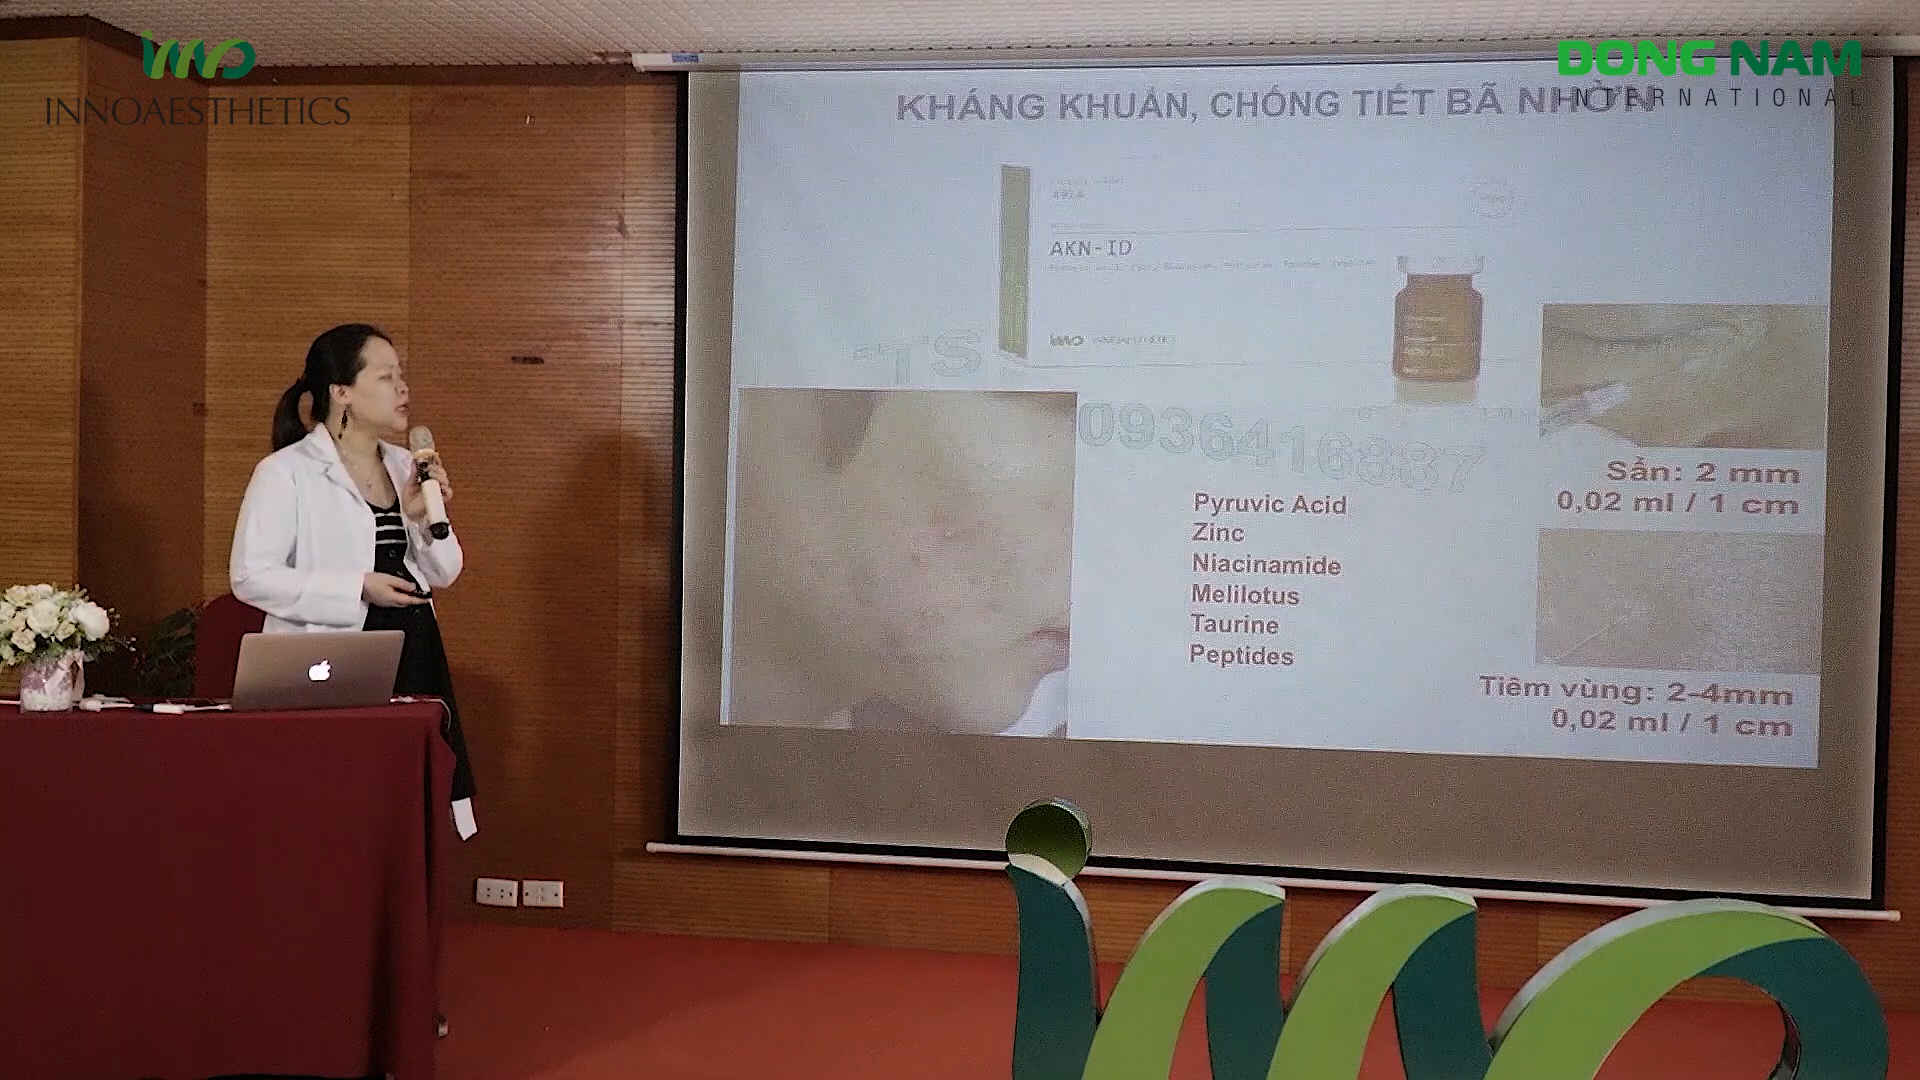 INNOAESTHETICS
DONG NAM
INTERNATIONAL
KHÁNG KHUẨN, CHỐNG TIẾT BÃ NHỜN
AKN-ID
INNOAESTHETICS
0936416887
Pyruvic Acid
Zinc
Niacinamide
Melilotus
Taurine
Peptides
Sẩn: 2 mm
0,02 ml / 1 cm
Tiêm vùng: 2-4mm
0,02 ml / 1 cm